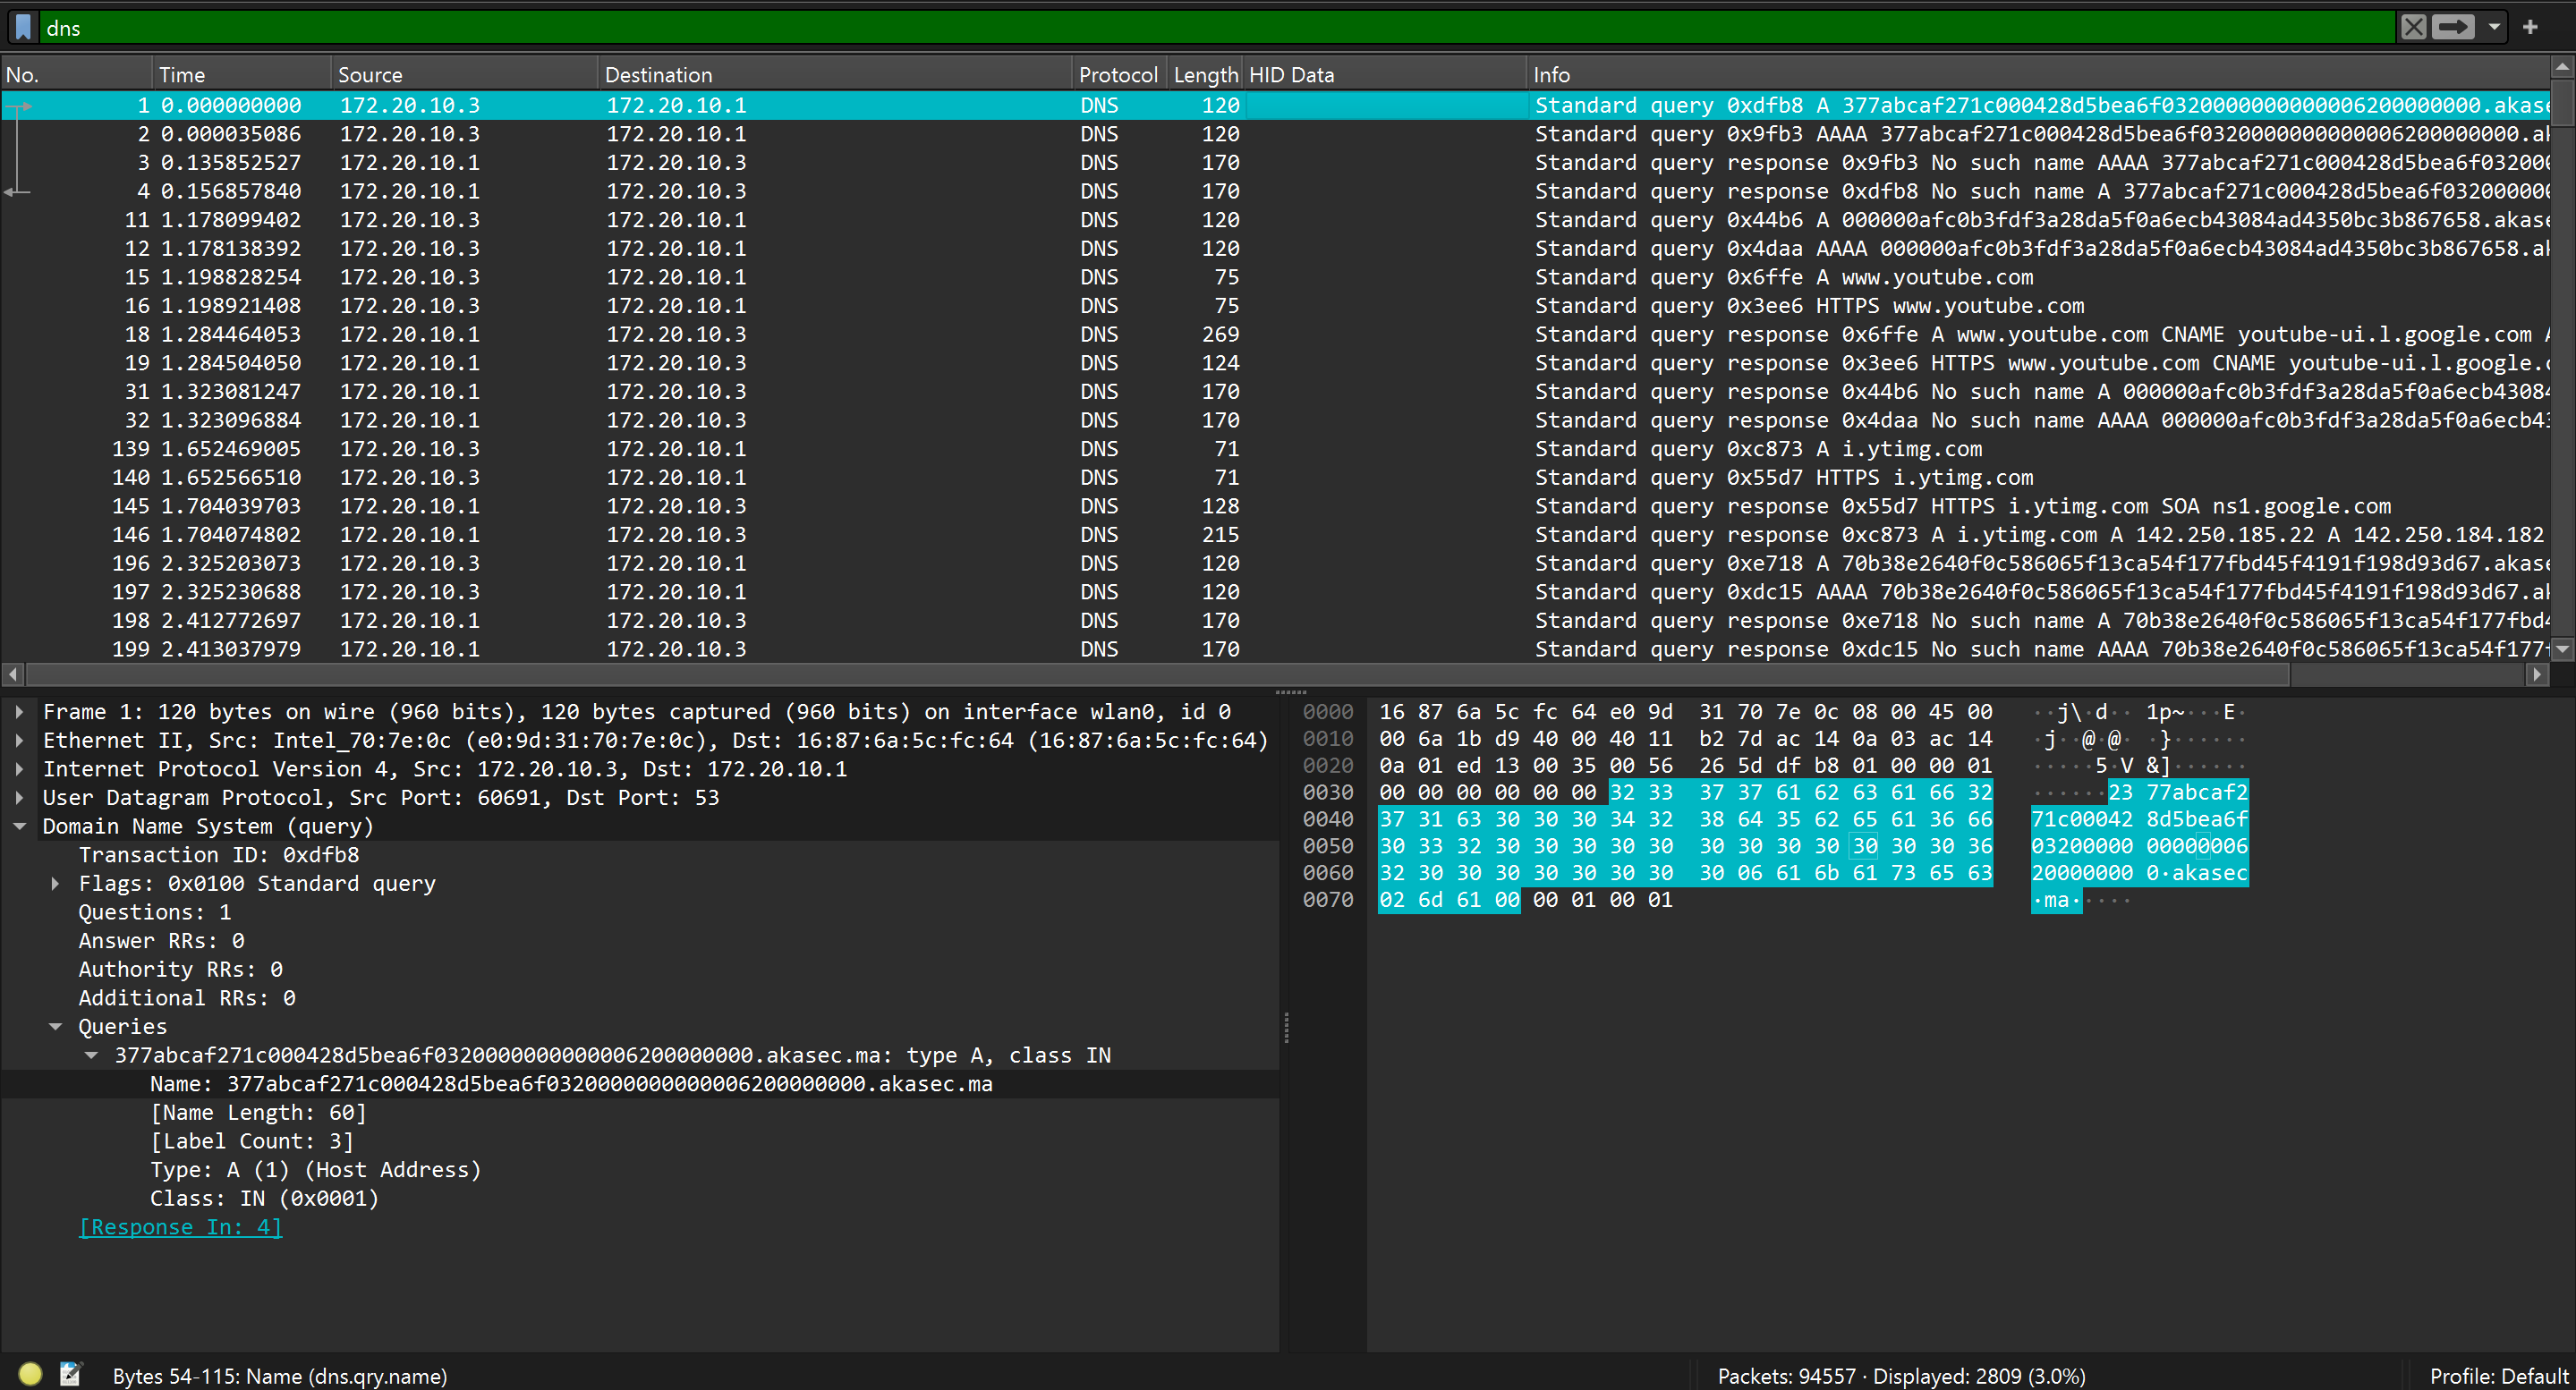 dns
No. Time Source Destination Protocol Length HID Data Info
1 0.000000000 172.20.10.3 172.20.10.1 DNS 120 Standard query 0xdfb8 A 377abcaf271c000428d5bea6f0320000000000006200000000.akase
2 0.000035086 172.20.10.3 172.20.10.1 DNS 120 Standard query 0x9fb3 AAAA 377abcaf271c000428d5bea6f0320000000000006200000000.ak
3 0.135852527 172.20.10.1 172.20.10.3 DNS 170 Standard query response 0x9fb3 No such name AAAA 377abcaf271c000428d5bea6f032000
4 0.156857840 172.20.10.1 172.20.10.3 DNS 170 Standard query response 0xdfb8 No such name A 377abcaf271c000428d5bea6f032000000
11 1.178099402 172.20.10.3 172.20.10.1 DNS 120 Standard query 0x44b6 A 000000afc0b3fdf3a28da5f0a6ecb43084ad4350bc3b867658.akase
12 1.178138392 172.20.10.3 172.20.10.1 DNS 120 Standard query 0x4daa AAAA 000000afc0b3fdf3a28da5f0a6ecb43084ad4350bc3b867658.ak
15 1.198828254 172.20.10.3 172.20.10.1 DNS 75 Standard query 0x6ffe A www.youtube.com
16 1.198921408 172.20.10.3 172.20.10.1 DNS 75 Standard query 0x3ee6 HTTPS www.youtube.com
18 1.284464053 172.20.10.1 172.20.10.3 DNS 269 Standard query response 0x6ffe A www.youtube.com CNAME youtube-ui.l.google.com A
19 1.284504050 172.20.10.1 172.20.10.3 DNS 124 Standard query response 0x3ee6 HTTPS www.youtube.com CNAME youtube-ui.l.google.c
31 1.323081247 172.20.10.1 172.20.10.3 DNS 170 Standard query response 0x44b6 No such name A 000000afc0b3fdf3a28da5f0a6ecb43084
32 1.323096884 172.20.10.1 172.20.10.3 DNS 170 Standard query response 0x4daa No such name AAAA 000000afc0b3fdf3a28da5f0a6ecb43
139 1.652469005 172.20.10.3 172.20.10.1 DNS 71 Standard query 0xc873 A i.ytimg.com
140 1.652566510 172.20.10.3 172.20.10.1 DNS 71 Standard query 0x55d7 HTTPS i.ytimg.com
145 1.704039703 172.20.10.1 172.20.10.3 DNS 128 Standard query response 0x55d7 HTTPS i.ytimg.com SOA ns1.google.com
146 1.704074802 172.20.10.1 172.20.10.3 DNS 215 Standard query response 0xc873 A i.ytimg.com A 142.250.185.22 A 142.250.184.182
196 2.325203073 172.20.10.3 172.20.10.1 DNS 120 Standard query 0xe718 A 70b38e2640f0c586065f13ca54f177fbd45f4191f198d93d67.akase
197 2.325230688 172.20.10.3 172.20.10.1 DNS 120 Standard query 0xdc15 AAAA 70b38e2640f0c586065f13ca54f177fbd45f4191f198d93d67.ak
198 2.412772697 172.20.10.1 172.20.10.3 DNS 170 Standard query response 0xe718 No such name A 70b38e2640f0c586065f13ca54f177fbd4
199 2.413037979 172.20.10.1 172.20.10.3 DNS 170 Standard query response 0xdc15 No such name AAAA 70b38e2640f0c586065f13ca54f177f
Frame 1: 120 bytes on wire (960 bits), 120 bytes captured (960 bits) on interface wlan0, id 0
Ethernet II, Src: Intel_70:7e:0c (e0:9d:31:70:7e:0c), Dst: 16:87:6a:5c:fc:64 (16:87:6a:5c:fc:64)
Internet Protocol Version 4, Src: 172.20.10.3, Dst: 172.20.10.1
User Datagram Protocol, Src Port: 60691, Dst Port: 53
Domain Name System (query)
Transaction ID: 0xdfb8
Flags: 0x0100 Standard query
Questions: 1
Answer RRs: 0
Authority RRs: 0
Additional RRs: 0
Queries
377abcaf271c000428d5bea6f0320000000000006200000000.akasec.ma: type A, class IN
Name: 377abcaf271c000428d5bea6f0320000000000006200000000.akasec.ma
[Name Length: 60]
[Label Count: 3]
Type: A (1) (Host Address)
Class: IN (0x0001)
[Response In: 4]
0000 16 87 6a 5c fc 64 e0 9d 31 70 7e 0c 08 00 45 00 ··j\·d·· 1p~···E·
0010 00 6a 1b d9 40 00 40 11 b2 7d ac 14 0a 03 ac 14 ·j··@·@· ·}······
0020 0a 01 ed 13 00 35 00 56 26 5d df b8 01 00 00 01 ·····5·V &]······
0030 00 00 00 00 00 00 32 33 37 37 61 62 63 61 66 32 ······23 77abcaf2
0040 37 31 63 30 30 30 34 32 38 64 35 62 65 61 36 66 71c00042 8d5bea6f
0050 30 33 32 30 30 30 30 30 30 30 30 30 30 30 30 36 03200000 00000006
0060 32 30 30 30 30 30 30 30 30 06 61 6b 61 73 65 63 20000000 0·akasec
0070 02 6d 61 00 00 01 00 01 ·ma·····
Bytes 54-115: Name (dns.qry.name) Packets: 94557 · Displayed: 2809 (3.0%) Profile: Default